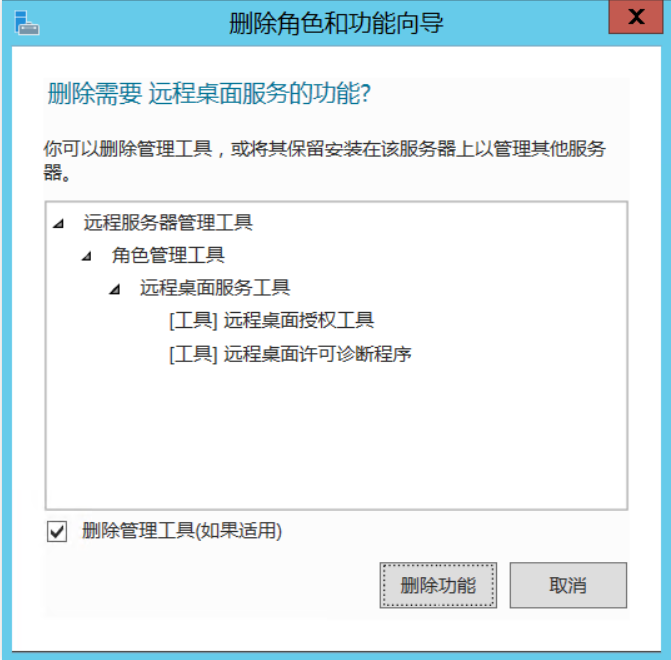 删除角色和功能向导
X
删除需要 远程桌面服务的功能?
你可以删除管理工具，或将其保留安装在该服务器上以管理其他服务
器。
远程服务器管理工具
角色管理工具
远程桌面服务工具
[工具] 远程桌面授权工具
[工具] 远程桌面许可诊断程序
删除管理工具(如果适用)
删除功能
取消